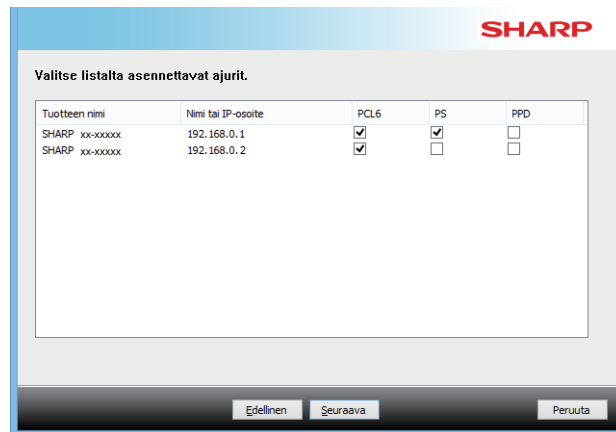 SHARP
Valitse listalta asennettavat ajurit.
Tuotteen nimi Nimi tai IP-osoite PCL6 PS PPD
SHARP xx-xxxxx 192.168.0.1
SHARP xx-xxxxx 192.168.0.2
Edellinen Seuraava Peruuta